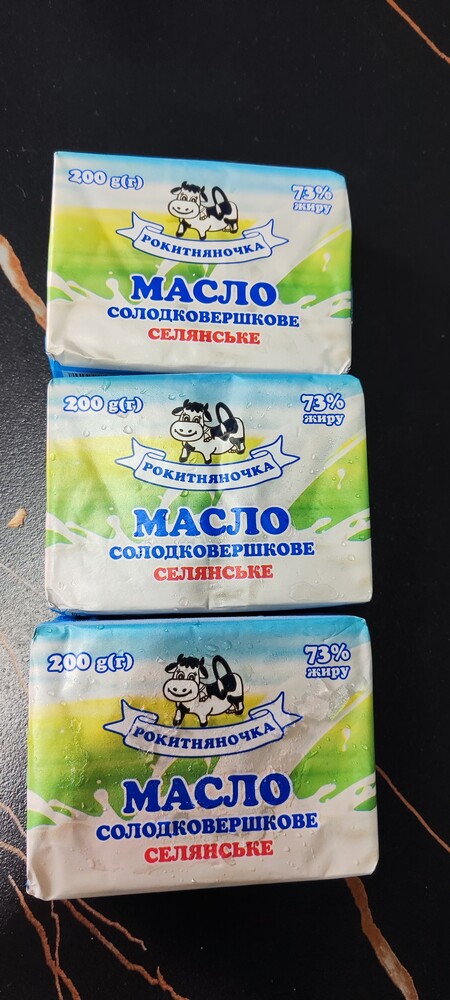 200 g(г)
73%
жиру
РОКИТНЯНОЧКА
МАСЛО
СОЛОДКОВЕРШКОВЕ
СЕЛЯНСЬКЕ
200 g(г)
73%
жиру
РОКИТНЯНОЧКА
МАСЛО
СОЛОДКОВЕРШКОВЕ
СЕЛЯНСЬКЕ
200 g(г)
73%
жиру
РОКИТНЯНОЧКА
МАСЛО
СОЛОДКОВЕРШКОВЕ
СЕЛЯНСЬКЕ